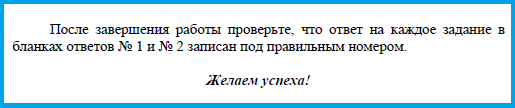 После завершения работы проверьте, что ответ на каждое задание в
бланках ответов № 1 и № 2 записан под правильным номером.
Желаем успеха!